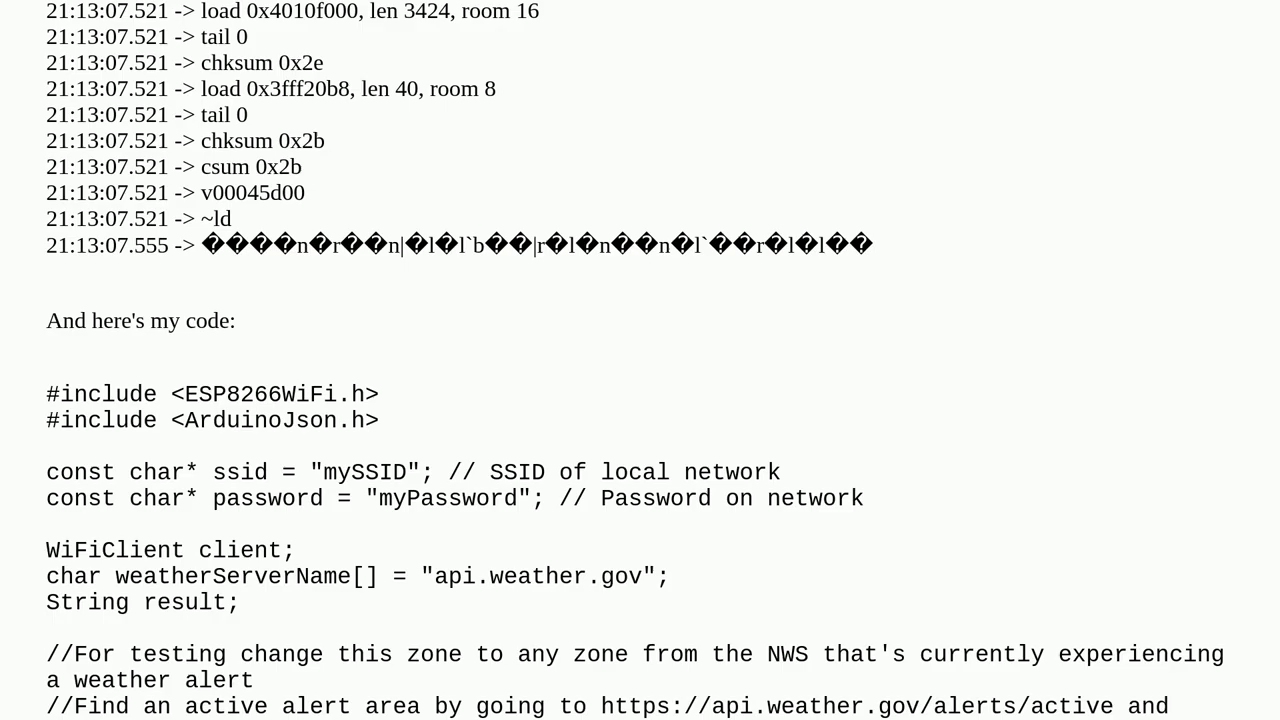 21:13:07.521 -> load 0x4010f000, len 3424, room 16
21:13:07.521 -> tail 0
21:13:07.521 -> chksum 0x2e
21:13:07.521 -> load 0x3fff20b8, len 40, room 8
21:13:07.521 -> tail 0
21:13:07.521 -> chksum 0x2b
21:13:07.521 -> csum 0x2b
21:13:07.521 -> v00045d00
21:13:07.521 -> ~ld
21:13:07.555 -> ����n�r��n|�l�l`b��|r�l�n��n�l`��r�l�l��
And here's my code:
#include <ESP8266WiFi.h>
#include <ArduinoJson.h>
const char* ssid = "mySSID"; // SSID of local network
const char* password = "myPassword"; // Password on network
WiFiClient client;
char weatherServerName[] = "api.weather.gov";
String result;
//For testing change this zone to any zone from the NWS that's currently experiencing
a weather alert
//Find an active alert area by going to https://api.weather.gov/alerts/active and